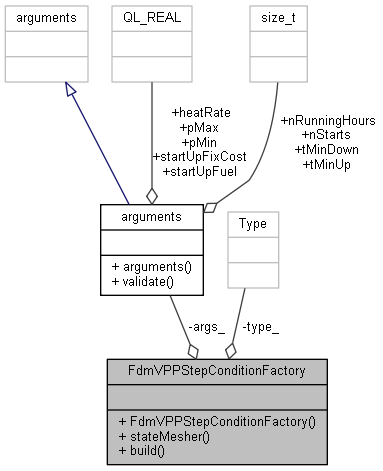 arguments
QL_REAL
size_t
+heatRate
+pMax
+pMin
+startUpFixCost
+startUpFuel
+nRunningHours
+nStarts
+tMinDown
+tMinUp
arguments
+ arguments()
+ validate()
Type
-args_
-type_
FdmVPPStepConditionFactory
+ FdmVPPStepConditionFactory()
+ stateMesher()
+ build()